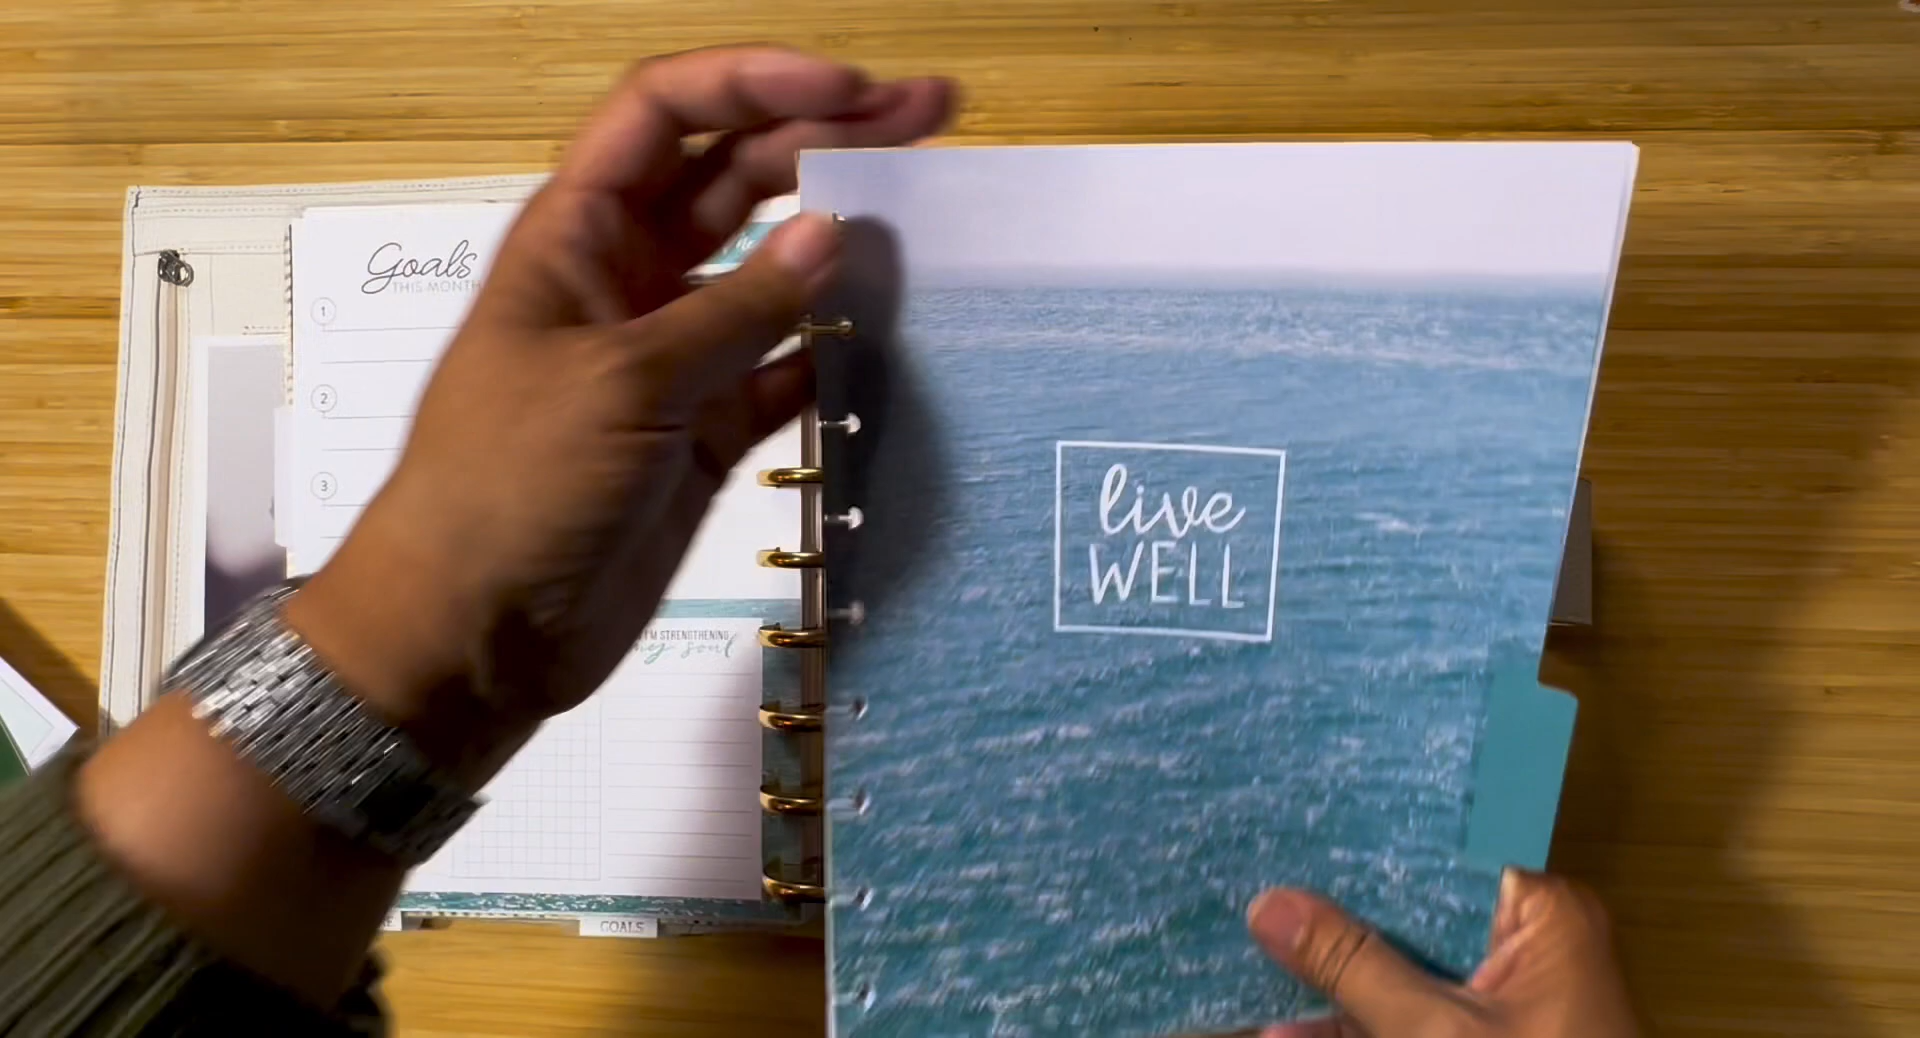 Goals
THIS MONTH
1
2
3
I'M STRENGTHENING
my soul
live
WELL
GOALS